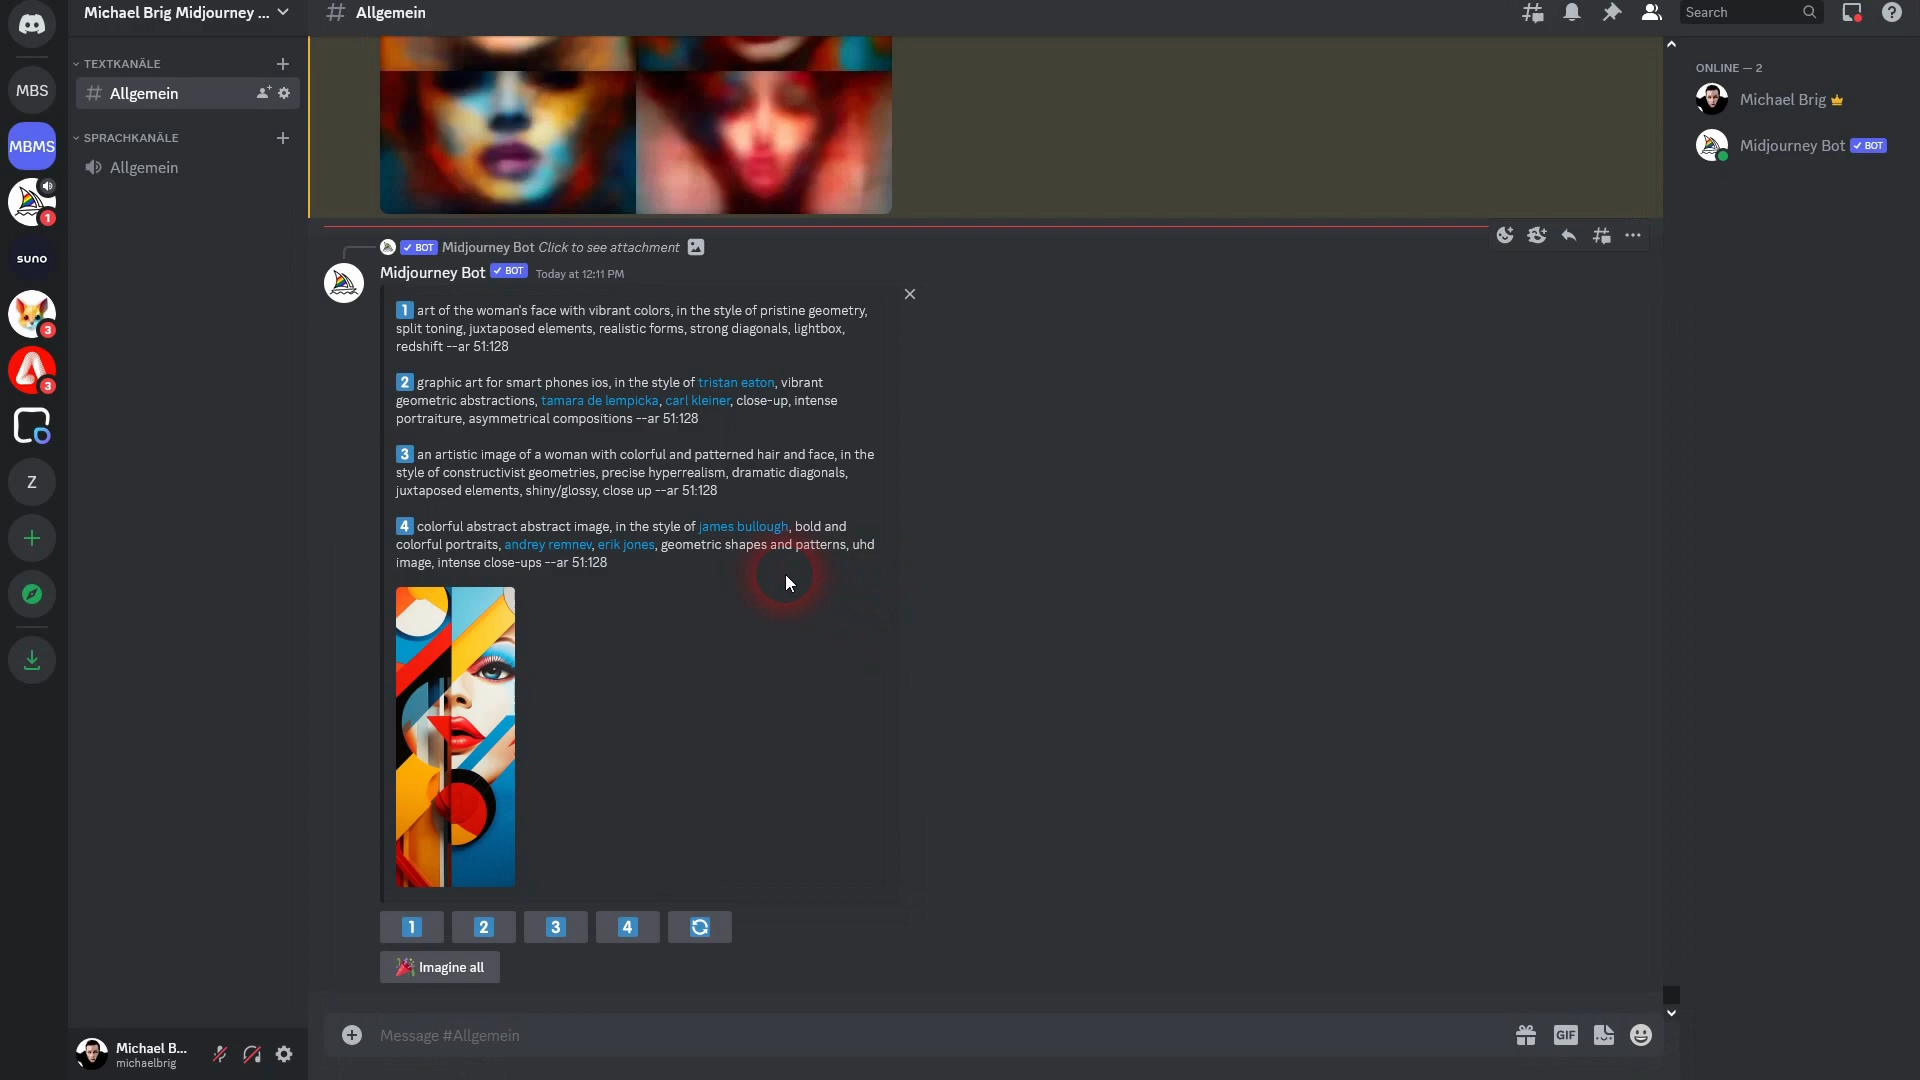 Michael Brig Midjourney ...
# Allgemein
Search
MBS
MBMS
1
suno
3
3
Z
TEXTKANÄLE
# Allgemein
SPRACHKANÄLE
Allgemein
BOT Midjourney Bot Click to see attachment
Midjourney Bot BOT Today at 12:11 PM
1 art of the woman's face with vibrant colors, in the style of pristine geometry,
split toning, juxtaposed elements, realistic forms, strong diagonals, lightbox,
redshift --ar 51:128
2 graphic art for smart phones ios, in the style of tristan eaton, vibrant
geometric abstractions, tamara de lempicka, carl kleiner, close-up, intense
portraiture, asymmetrical compositions --ar 51:128
3 an artistic image of a woman with colorful and patterned hair and face, in the
style of constructivist geometries, precise hyperrealism, dramatic diagonals,
juxtaposed elements, shiny/glossy, close up --ar 51:128
4 colorful abstract abstract image, in the style of james bullough, bold and
colorful portraits, andrey remnev, erik jones, geometric shapes and patterns, uhd
image, intense close-ups --ar 51:128
1 2 3 4
Imagine all
Message #Allgemein
GIF
ONLINE — 2
Michael Brig
Midjourney Bot BOT
Michael B...
michaelbrig